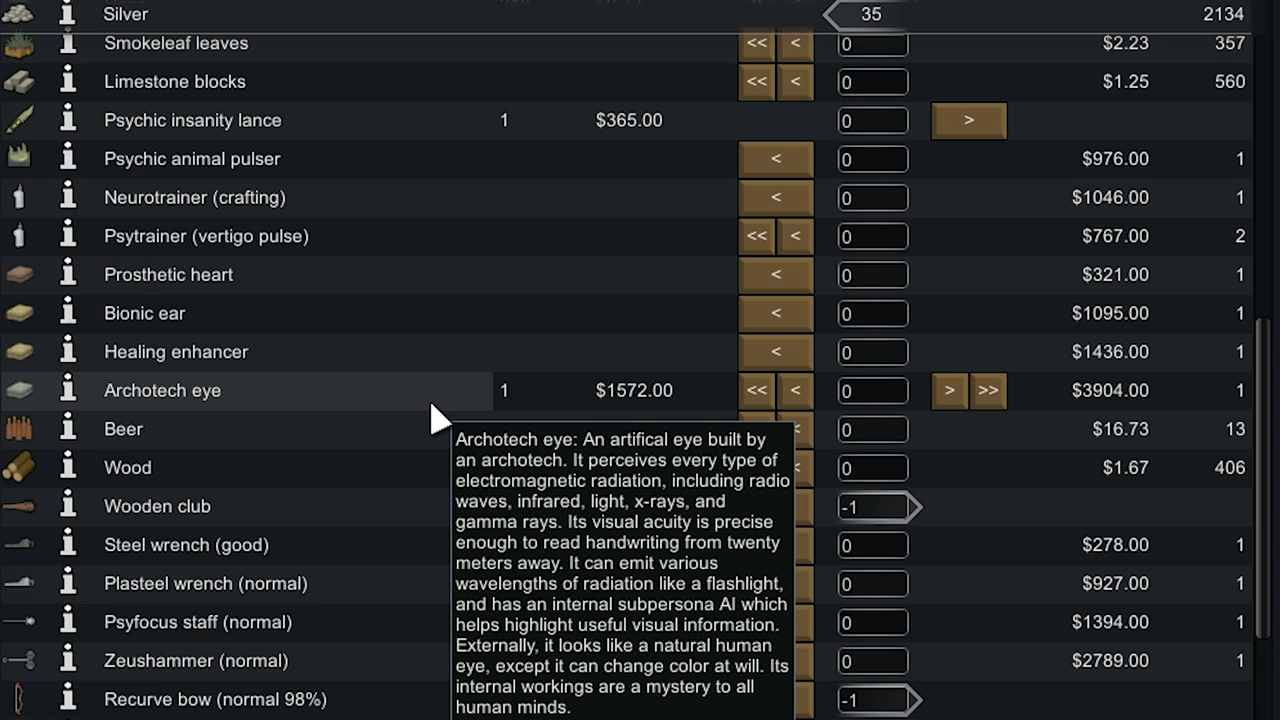 Silver 35 2134
Smokeleaf leaves << < 0 $2.23 357
Limestone blocks << < 0 $1.25 560
Psychic insanity lance 1 $365.00 0 >
Psychic animal pulser < 0 $976.00 1
Neurotrainer (crafting) < 0 $1046.00 1
Psytrainer (vertigo pulse) << < 0 $767.00 2
Prosthetic heart < 0 $321.00 1
Bionic ear < 0 $1095.00 1
Healing enhancer < 0 $1436.00 1
Archotech eye 1 $1572.00 << < 0 > >> $3904.00 1
Beer < 0 $16.73 13
Wood < 0 $1.67 406
Wooden club -1
Steel wrench (good) 0 $278.00 1
Plasteel wrench (normal) 0 $927.00 1
Psyfocus staff (normal) 0 $1394.00 1
Zeushammer (normal) 0 $2789.00 1
Recurve bow (normal 98%) -1
Archotech eye: An artifical eye built by
an archotech. It perceives every type of
electromagnetic radiation, including radio
waves, infrared, light, x-rays, and
gamma rays. Its visual acuity is precise
enough to read handwriting from twenty
meters away. It can emit various
wavelengths of radiation like a flashlight,
and has an internal subpersona AI which
helps highlight useful visual information.
Externally, it looks like a natural human
eye, except it can change color at will. Its
internal workings are a mystery to all
human minds.